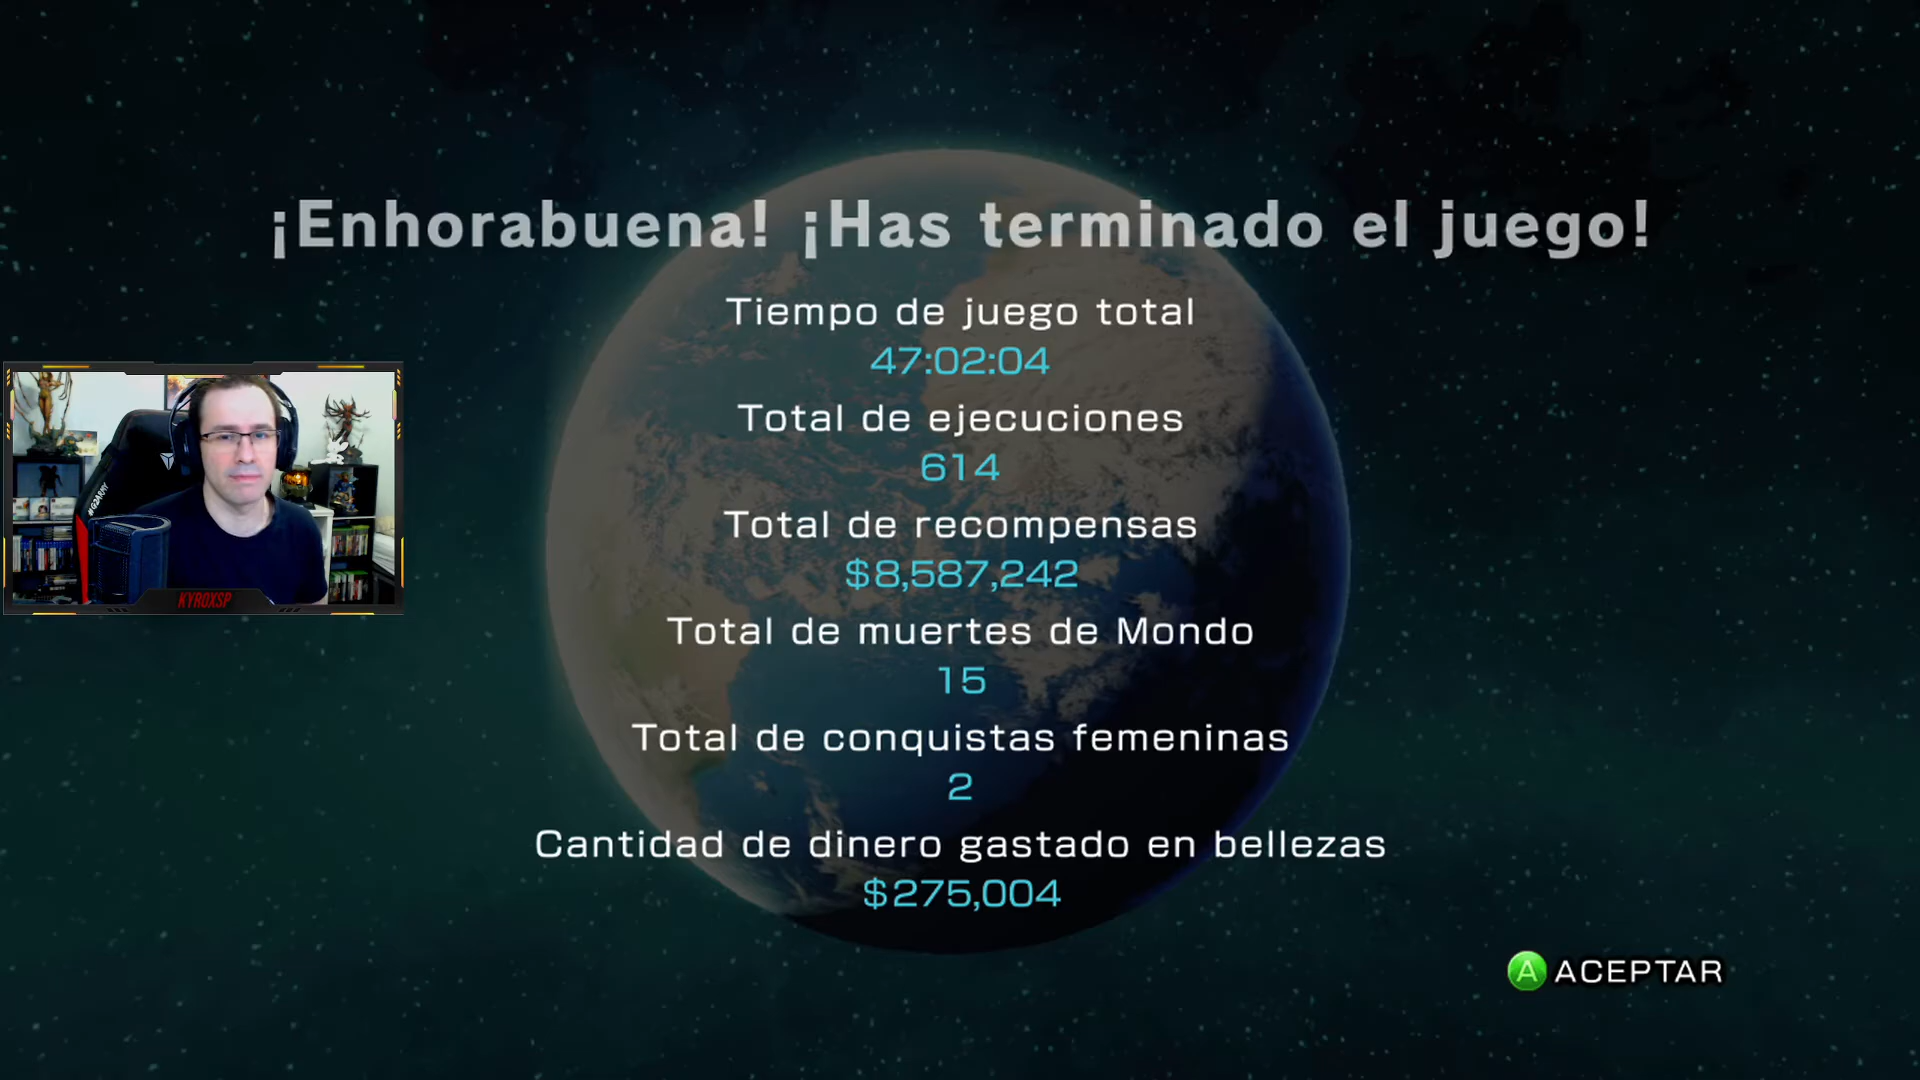 ¡Enhorabuena! ¡Has terminado el juego!
Tiempo de juego total
47:02:04
Total de ejecuciones
614
Total de recompensas
$8,587,242
Total de muertes de Mondo
15
Total de conquistas femeninas
2
Cantidad de dinero gastado en bellezas
$275,004
#G2ARMY
KYROXSP
A ACEPTAR